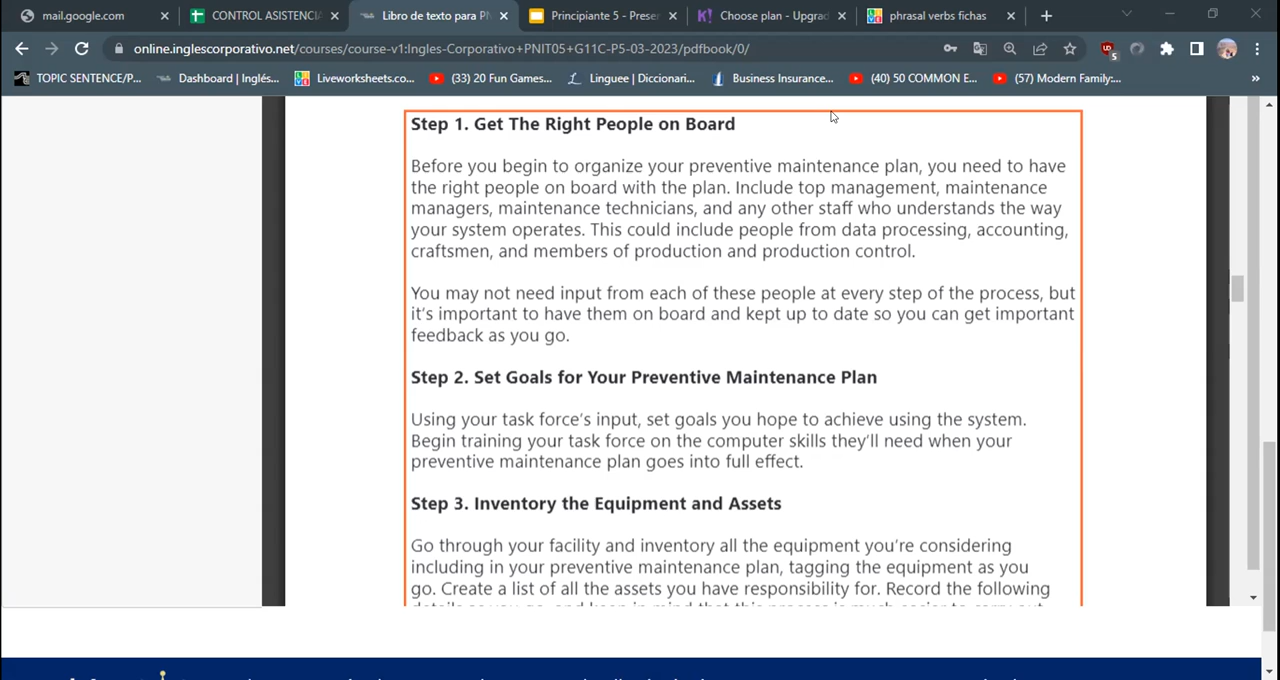 mail.google.com
CONTROL ASISTENCIA
Libro de texto para PN
Principiante 5 - Preser
Choose plan - Upgrad
phrasal verbs fichas
online.inglescorporativo.net/courses/course-v1:Ingles-Corporativo+PNIT05+G11C-P5-03-2023/pdfbook/0/
5
TOPIC SENTENCE/P...
Dashboard | Inglés...
Liveworksheets.co...
(33) 20 Fun Games...
Linguee | Diccionari...
Business Insurance...
(40) 50 COMMON E...
(57) Modern Family:...
Step 1. Get The Right People on Board
Before you begin to organize your preventive maintenance plan, you need to have
the right people on board with the plan. Include top management, maintenance
managers, maintenance technicians, and any other staff who understands the way
your system operates. This could include people from data processing, accounting,
craftsmen, and members of production and production control.
You may not need input from each of these people at every step of the process, but
it's important to have them on board and kept up to date so you can get important
feedback as you go.
Step 2. Set Goals for Your Preventive Maintenance Plan
Using your task force's input, set goals you hope to achieve using the system.
Begin training your task force on the computer skills they'll need when your
preventive maintenance plan goes into full effect.
Step 3. Inventory the Equipment and Assets
Go through your facility and inventory all the equipment you're considering
including in your preventive maintenance plan, tagging the equipment as you
go. Create a list of all the assets you have responsibility for. Record the following